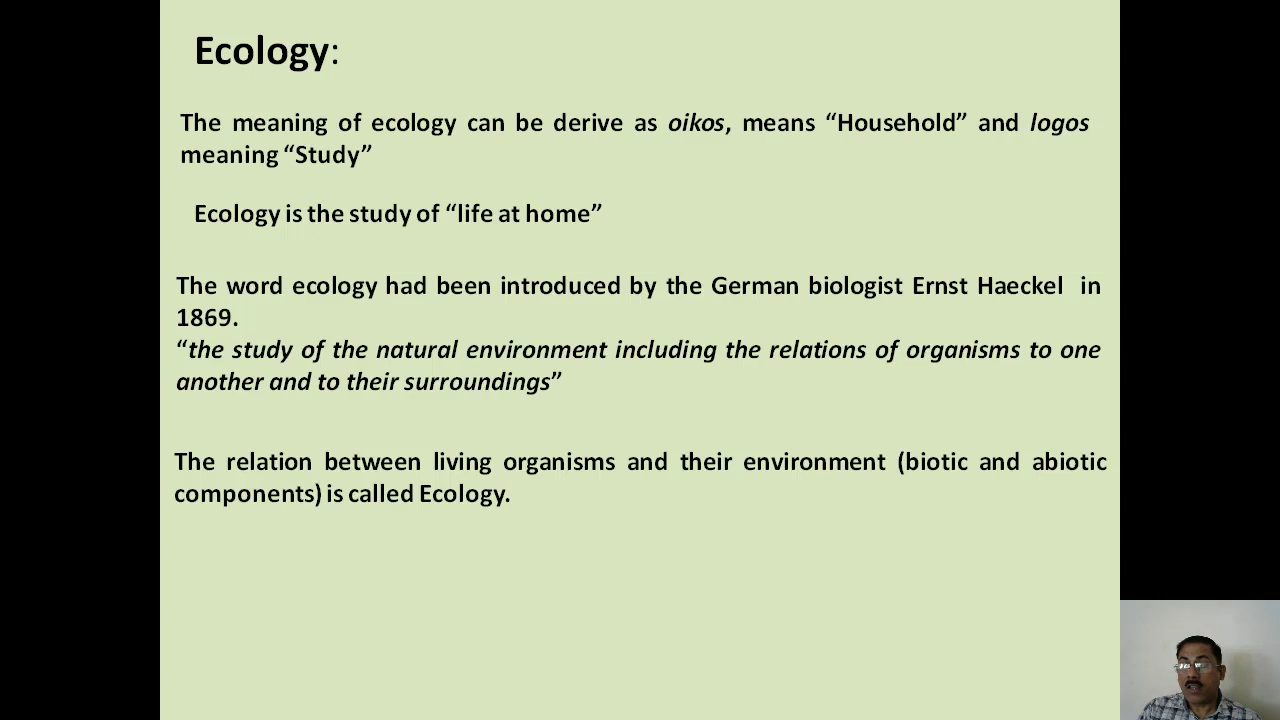 Ecology:
The meaning of ecology can be derive as oikos, means “Household” and logos
meaning “Study”
Ecology is the study of “life at home”
The word ecology had been introduced by the German biologist Ernst Haeckel in
1869.
“the study of the natural environment including the relations of organisms to one
another and to their surroundings”
The relation between living organisms and their environment (biotic and abiotic
components) is called Ecology.